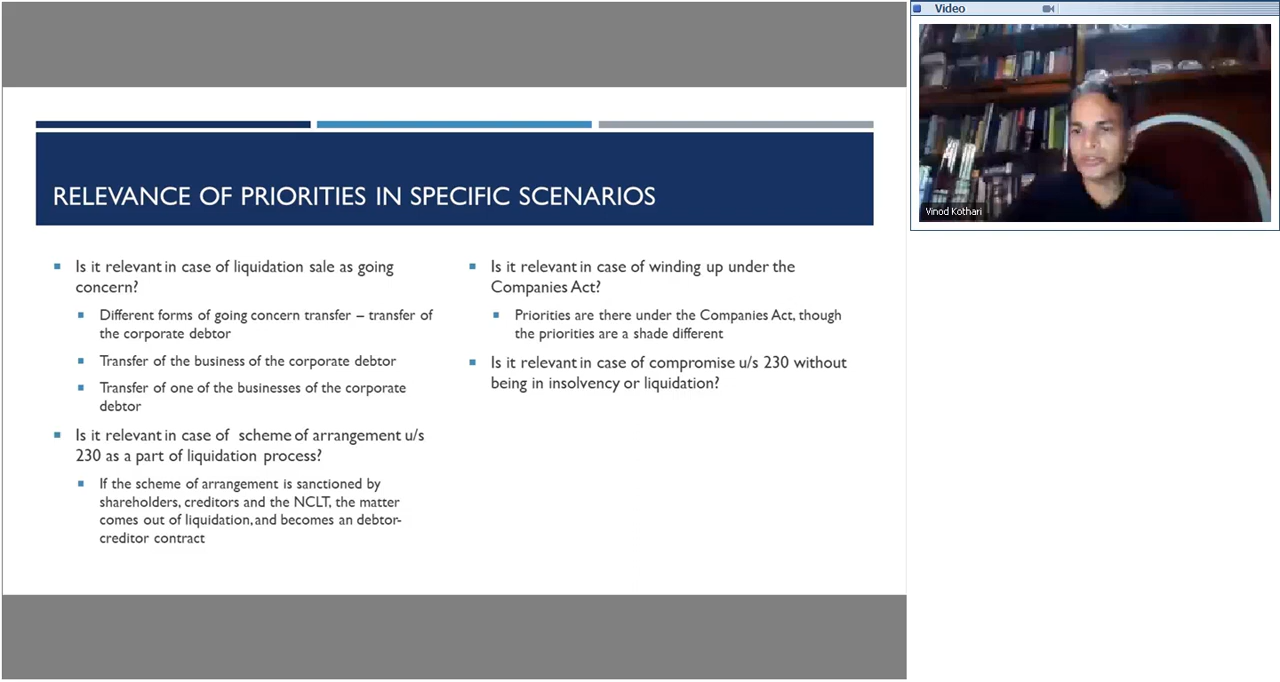 Video
RELEVANCE OF PRIORITIES IN SPECIFIC SCENARIOS
Is it relevant in case of liquidation sale as going
concern?
Different forms of going concern transfer – transfer of
the corporate debtor
Transfer of the business of the corporate debtor
Transfer of one of the businesses of the corporate
debtor
Is it relevant in case of scheme of arrangement u/s
230 as a part of liquidation process?
If the scheme of arrangement is sanctioned by
shareholders, creditors and the NCLT, the matter
comes out of liquidation, and becomes an debtor-
creditor contract
Is it relevant in case of winding up under the
Companies Act?
Priorities are there under the Companies Act, though
the priorities are a shade different
Is it relevant in case of compromise u/s 230 without
being in insolvency or liquidation?
Vinod Kothari